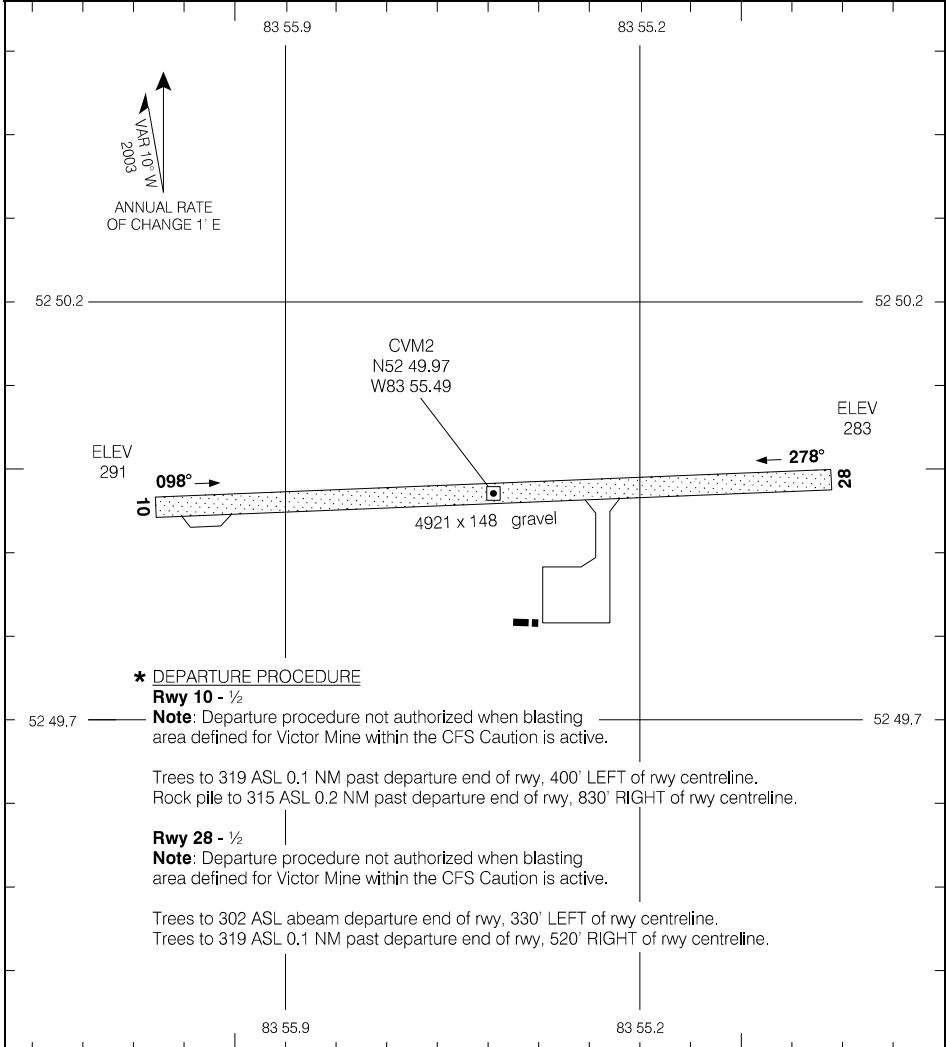 83 55.9
83 55.2
VAR 10° W
2003
ANNUAL RATE
OF CHANGE 1' E
52 50.2
52 50.2
CVM2
N52 49.97
W83 55.49
ELEV
283
ELEV
291
278°
098°
10
28
4921 x 148 gravel
* DEPARTURE PROCEDURE
Rwy 10 - ½
52 49.7
52 49.7
Note: Departure procedure not authorized when blasting
area defined for Victor Mine within the CFS Caution is active.
Trees to 319 ASL 0.1 NM past departure end of rwy, 400' LEFT of rwy centreline.
Rock pile to 315 ASL 0.2 NM past departure end of rwy, 830' RIGHT of rwy centreline.
Rwy 28 - ½
Note: Departure procedure not authorized when blasting
area defined for Victor Mine within the CFS Caution is active.
Trees to 302 ASL abeam departure end of rwy, 330' LEFT of rwy centreline.
Trees to 319 ASL 0.1 NM past departure end of rwy, 520' RIGHT of rwy centreline.
83 55.9
83 55.2